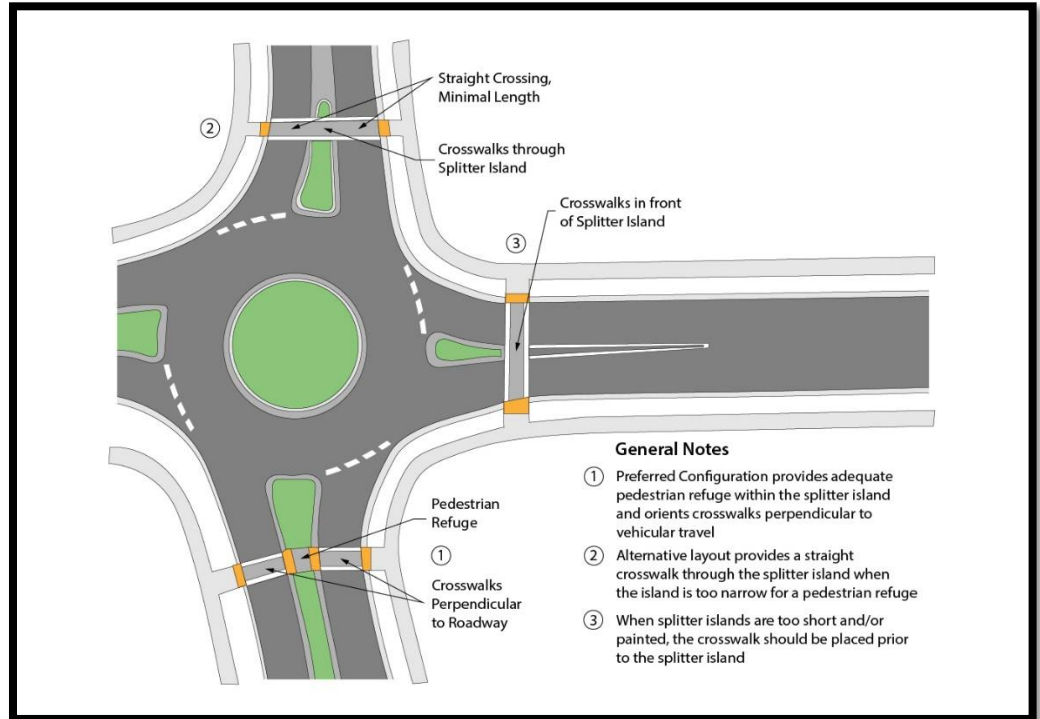 Straight Crossing,
Minimal Length
②
Crosswalks through
Splitter Island
Crosswalks in front
of Splitter Island
③
Pedestrian
Refuge
①
Crosswalks
Perpendicular
to Roadway
General Notes
① Preferred Configuration provides adequate
pedestrian refuge within the splitter island
and orients crosswalks perpendicular to
vehicular travel
② Alternative layout provides a straight
crosswalk through the splitter island when
the island is too narrow for a pedestrian refuge
③ When splitter islands are too short and/or
painted, the crosswalk should be placed prior
to the splitter island